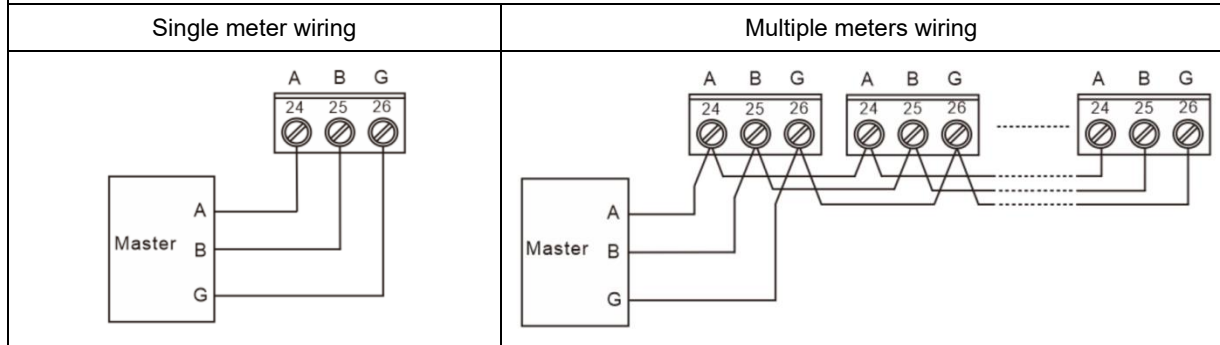 Single meter wiring
Multiple meters wiring
A B G
24 25 26
A
Master B
G
A B G A B G A B G
24 25 26 24 25 26 24 25 26
A
Master B
G